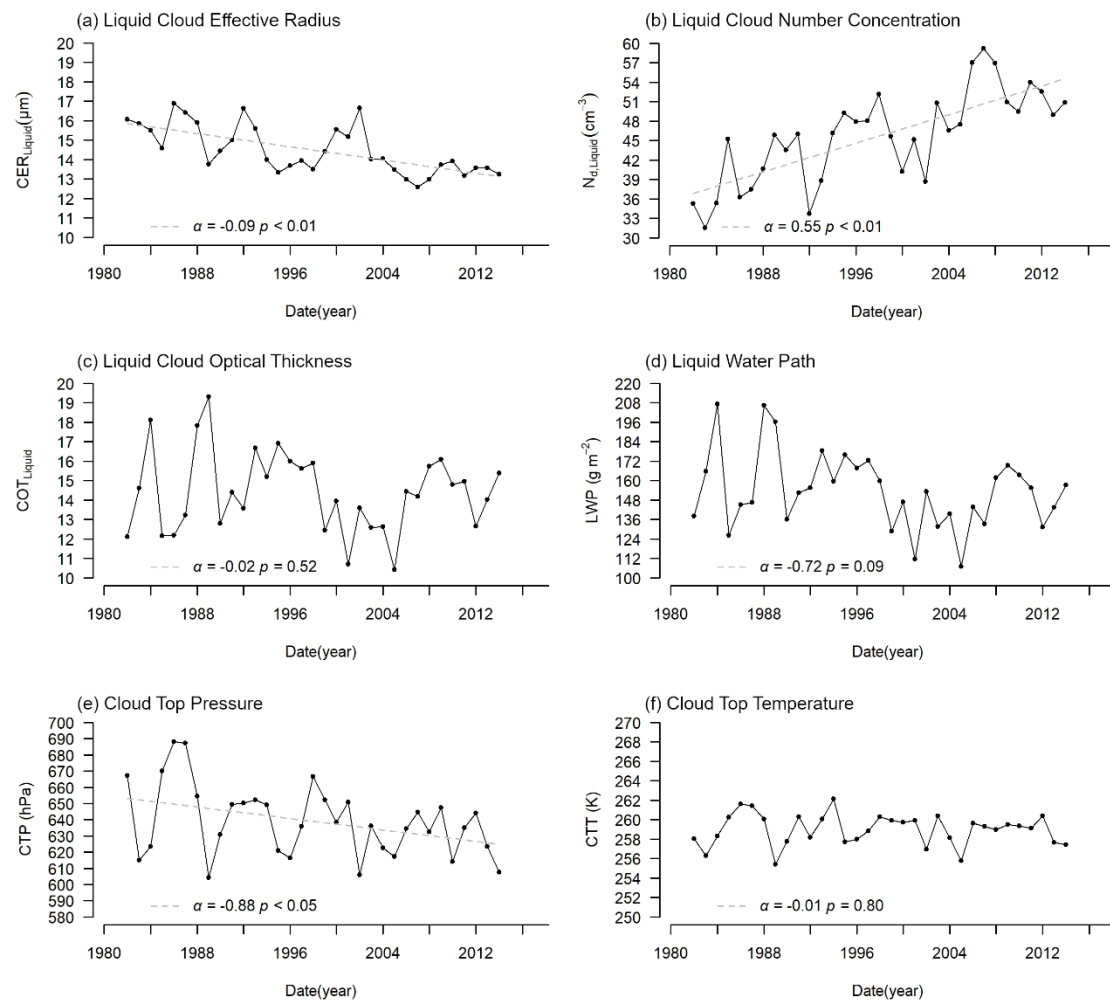 (a) Liquid Cloud Effective Radius
CER Liquid (μm)
20
19
18
17
16
15
14
13
12
11
10
α = -0.09 p < 0.01
1980 1988 1996 2004 2012
Date(year)
(b) Liquid Cloud Number Concentration
Nd,Liquid (cm⁻³)
60
57
54
51
48
45
42
39
36
33
30
α = 0.55 p < 0.01
1980 1988 1996 2004 2012
Date(year)
(c) Liquid Cloud Optical Thickness
COT Liquid
20
19
18
17
16
15
14
13
12
11
10
α = -0.02 p = 0.52
1980 1988 1996 2004 2012
Date(year)
(d) Liquid Water Path
LWP (g m⁻²)
220
208
196
184
172
160
148
136
124
112
100
α = -0.72 p = 0.09
1980 1988 1996 2004 2012
Date(year)
(e) Cloud Top Pressure
CTP (hPa)
700
690
680
670
660
650
640
630
620
610
600
590
580
α = -0.88 p < 0.05
1980 1988 1996 2004 2012
Date(year)
(f) Cloud Top Temperature
CTT (K)
270
268
266
264
262
260
258
256
254
252
250
α = -0.01 p = 0.80
1980 1988 1996 2004 2012
Date(year)